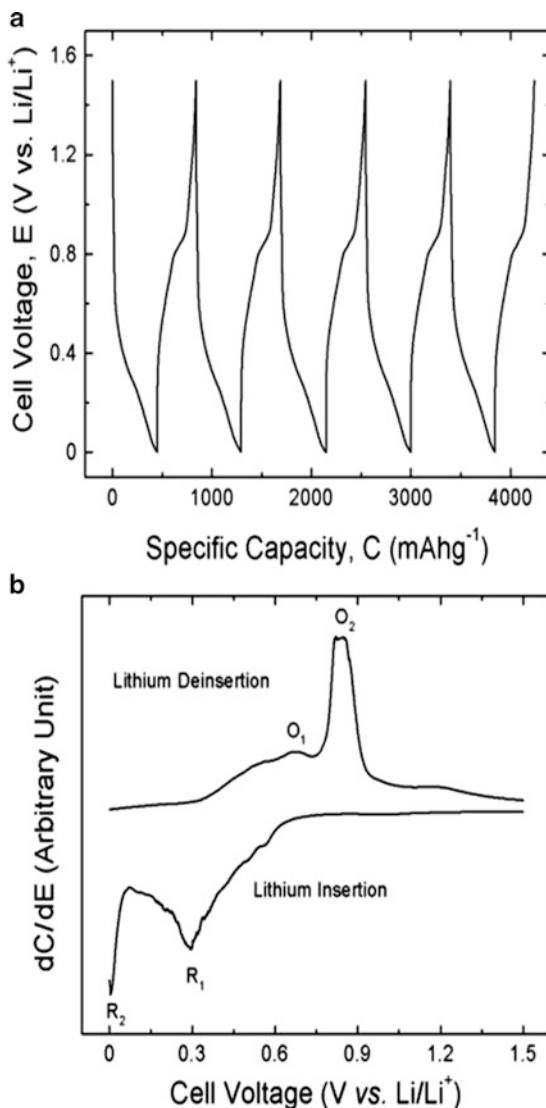 a
Cell Voltage, E (V vs. Li/Li⁺)
1.6
1.2
0.8
0.4
0
0 1000 2000 3000 4000
Specific Capacity, C (mAhg⁻¹)
b
dC/dE (Arbitrary Unit)
O₂
Lithium Deinsertion
O₁
Lithium Insertion
R₁
R₂
0 0.3 0.6 0.9 1.2 1.5
Cell Voltage (V vs. Li/Li⁺)